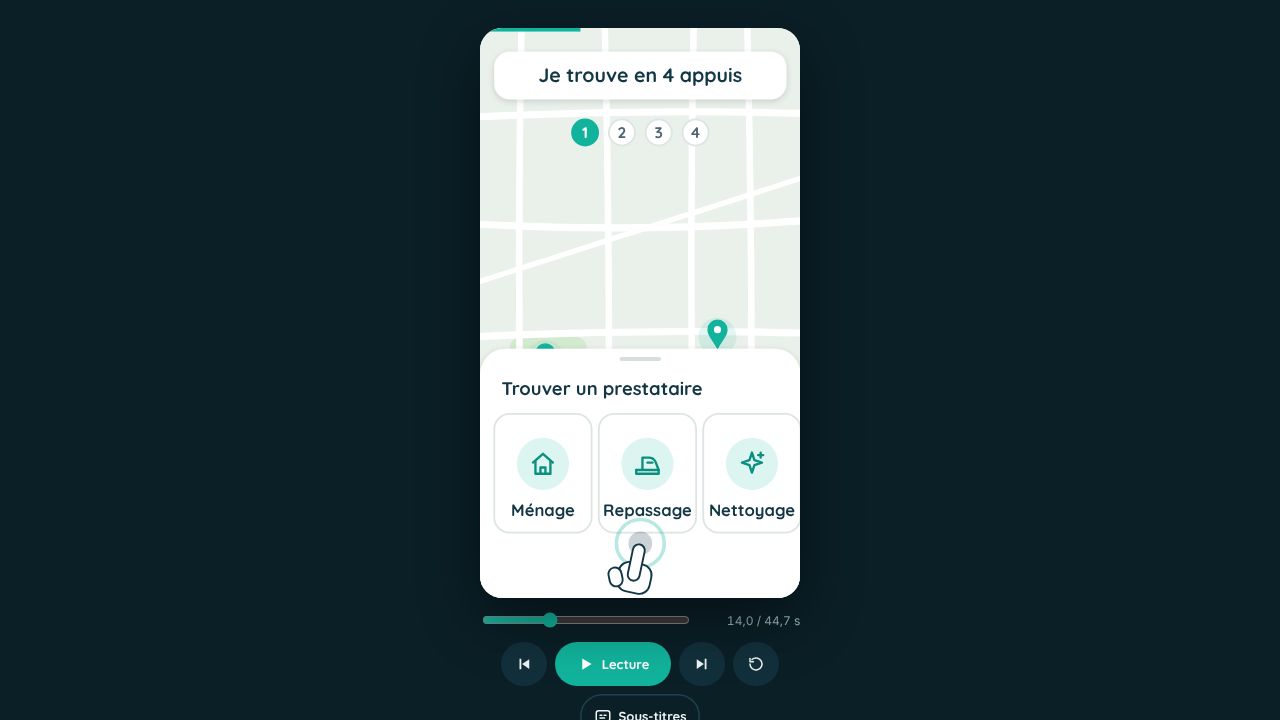 Je trouve en 4 appuis
1 2 3 4
Trouver un prestataire
Ménage Repassage Nettoyage
14,0 / 44,7 s
Lecture
Sous-titres